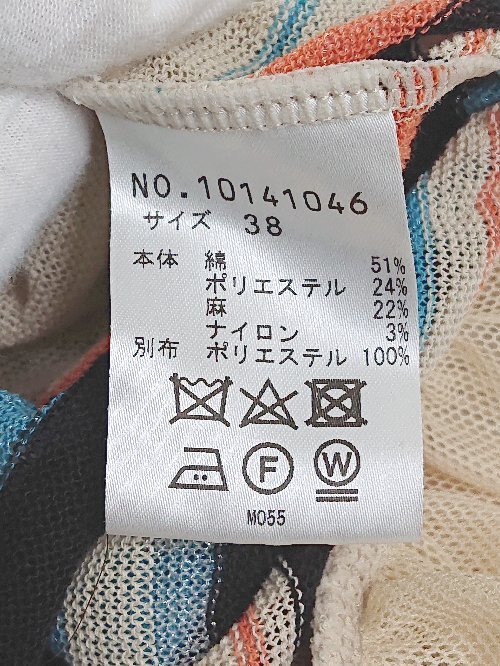 NO.10141046
サイズ 38
本体 綿 51%
ポリエステル 24%
麻 22%
ナイロン 3%
別布 ポリエステル 100%
F W
M055